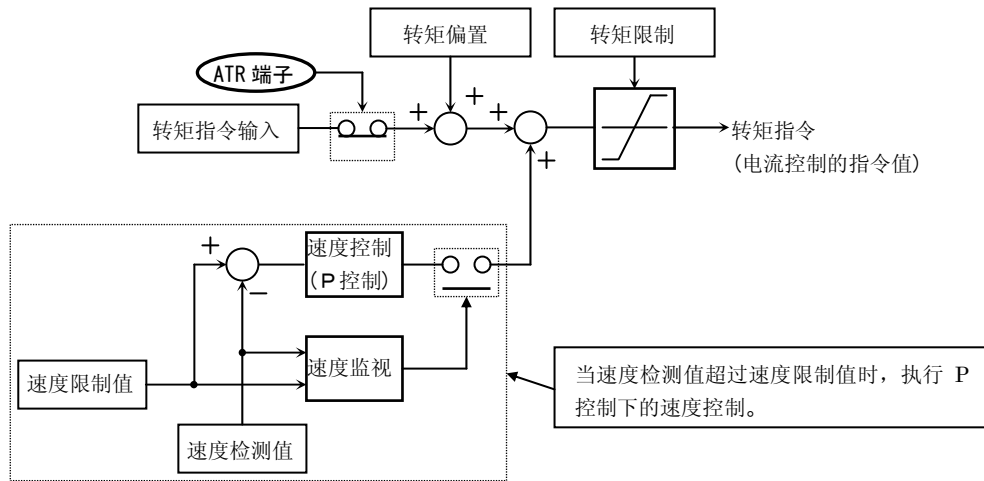 转矩偏置
转矩限制
ATR 端子
转矩指令输入
+
+
+
+
转矩指令
(电流控制的指令值)
+
−
速度控制
(P 控制)
速度监视
速度限制值
速度检测值
当速度检测值超过速度限制值时，执行 P
控制下的速度控制。